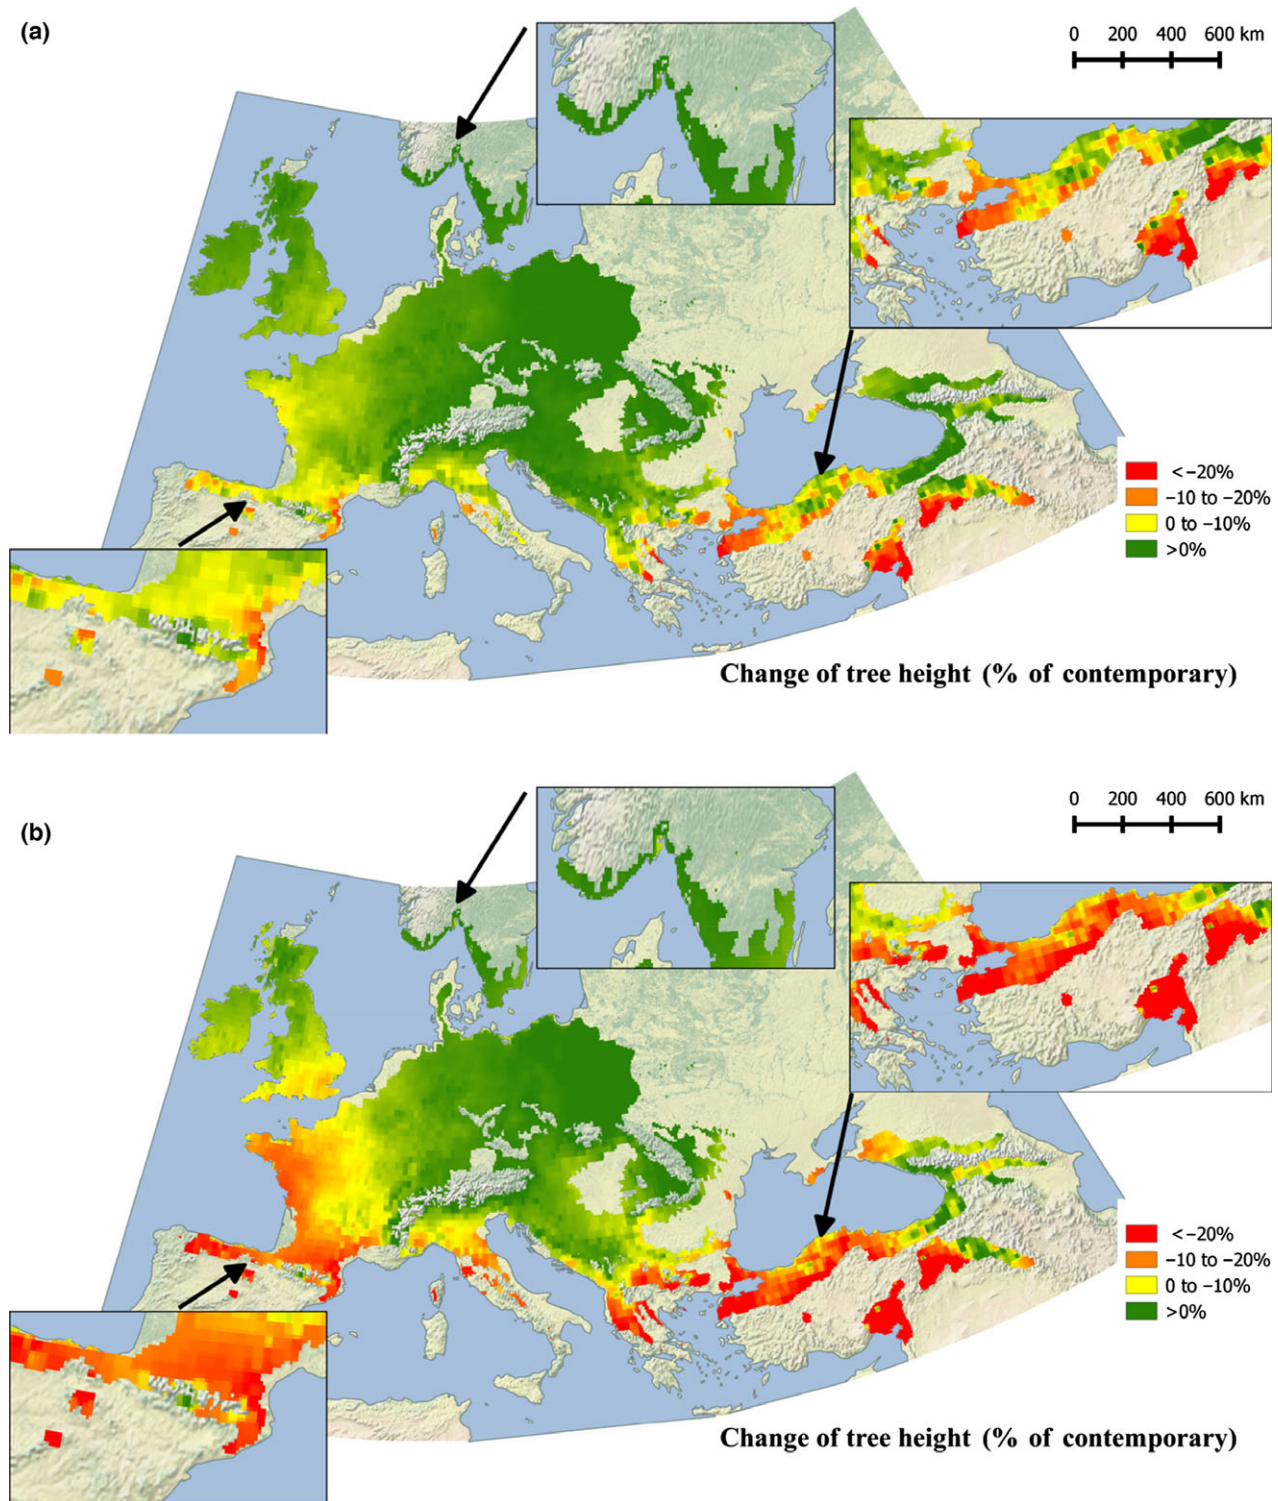 (a)
0 200 400 600 km
< −20%
−10 to −20%
0 to −10%
>0%
Change of tree height (% of contemporary)
(b)
0 200 400 600 km
< −20%
−10 to −20%
0 to −10%
>0%
Change of tree height (% of contemporary)